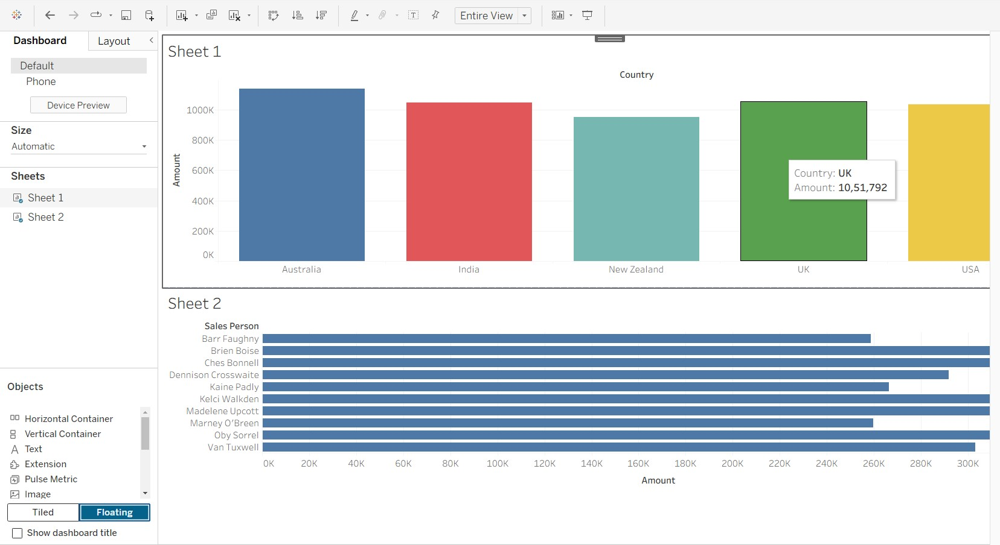 Entire View
Dashboard
Layout
Default
Phone
Device Preview
Size
Automatic
Sheets
Sheet 1
Sheet 2
Objects
Horizontal Container
Vertical Container
Text
Extension
Pulse Metric
Image
Tiled
Floating
Show dashboard title
Sheet 1
Country
1000K
800K
600K
400K
200K
0K
Amount
Country: UK
Amount: 10,51,792
Australia
India
New Zealand
UK
USA
Sheet 2
Sales Person
Barr Faughny
Brien Boise
Ches Bonnell
Dennison Crosswaite
Kaine Padly
Kelci Walkden
Madelene Upcott
Marney O’Breen
Oby Sorrel
Van Tuxwell
0K 20K 40K 60K 80K 100K 120K 140K 160K 180K 200K 220K 240K 260K 280K 300K
Amount